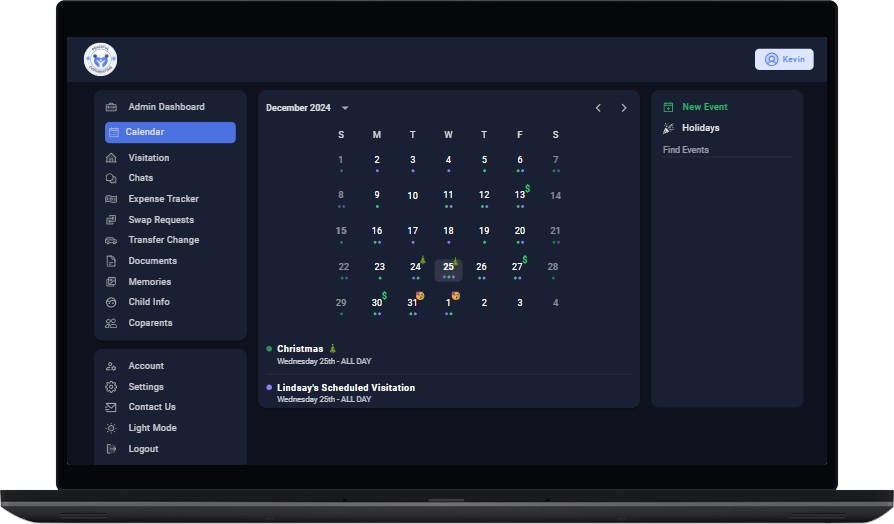 Kevin
Admin Dashboard
Calendar
Visitation
Chats
Expense Tracker
Swap Requests
Transfer Change
Documents
Memories
Child Info
Coparents
Account
Settings
Contact Us
Light Mode
Logout
December 2024
S M T W T F S
1 2 3 4 5 6 7
8 9 10 11 12 13 $ 14
15 16 17 18 19 20 21
22 23 24 25 26 27 $ 28
29 30 $ 31 1 2 3 4
Christmas
Wednesday 25th - ALL DAY
Lindsay's Scheduled Visitation
Wednesday 25th - ALL DAY
New Event
Holidays
Find Events